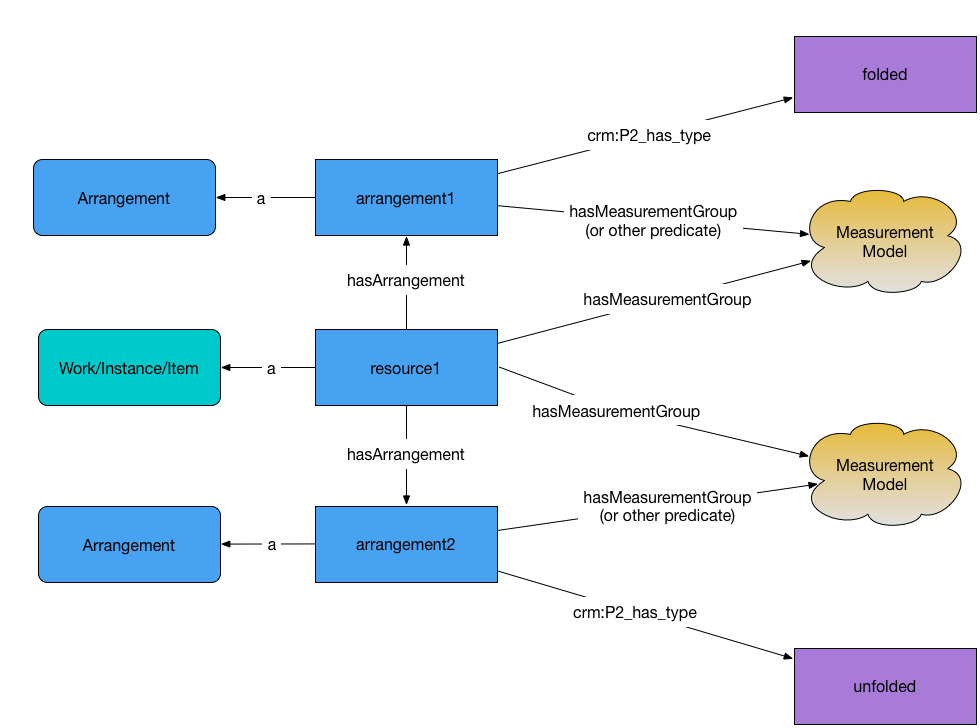 folded
crm:P2_has_type
Arrangement
a
arrangement1
hasMeasurementGroup
(or other predicate)
Measurement
Model
hasArrangement
hasMeasurementGroup
Work/Instance/Item
a
resource1
hasMeasurementGroup
hasArrangement
Measurement
Model
hasMeasurementGroup
(or other predicate)
Arrangement
a
arrangement2
crm:P2_has_type
unfolded